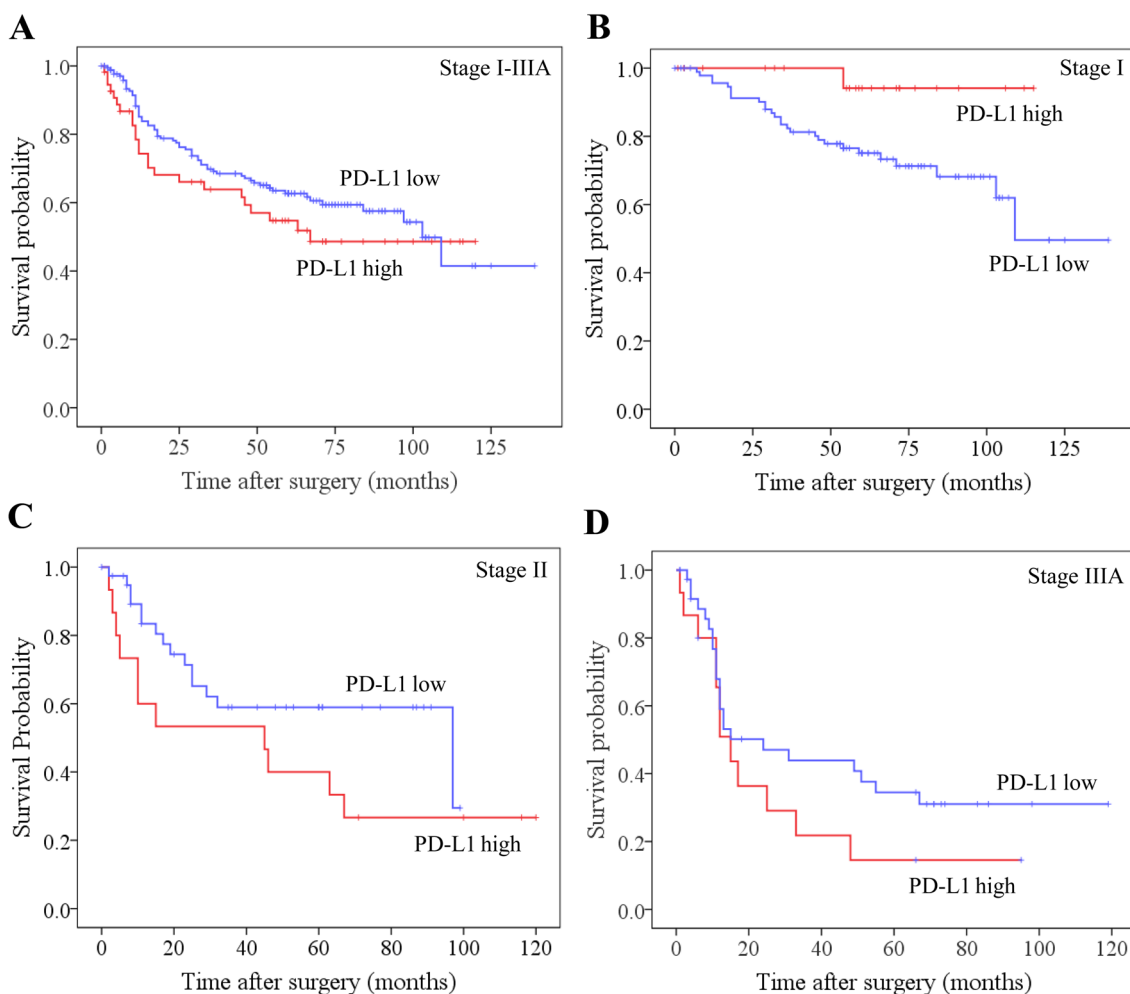 A
Stage I-IIIA
1.0
0.8
0.6
0.4
0.2
0.0
Survival probability
PD-L1 low
PD-L1 high
0 25 50 75 100 125
Time after surgery (months)
B
Stage I
1.0
0.8
0.6
0.4
0.2
0.0
Survival probability
PD-L1 high
PD-L1 low
0 25 50 75 100 125
Time after surgery (months)
C
Stage II
1.0
0.8
0.6
0.4
0.2
0.0
Survival Probability
PD-L1 low
PD-L1 high
0 20 40 60 80 100 120
Time after surgery (months)
D
Stage IIIA
1.0
0.8
0.6
0.4
0.2
0.0
Survival probability
PD-L1 low
PD-L1 high
0 20 40 60 80 100 120
Time after surgery (months)